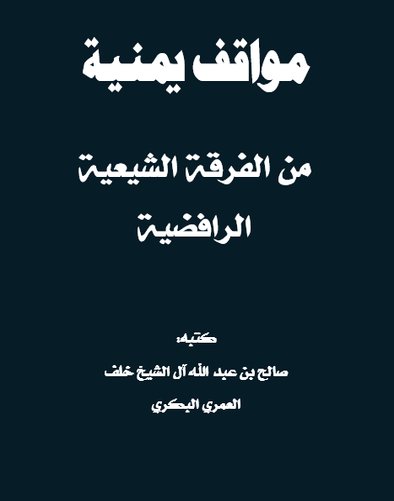 مواقف يمنية
من الفرقة الشيعية
الرافضية
كتبه:
صالح بن عبد الله آل الشيخ خلف
العمري البكري